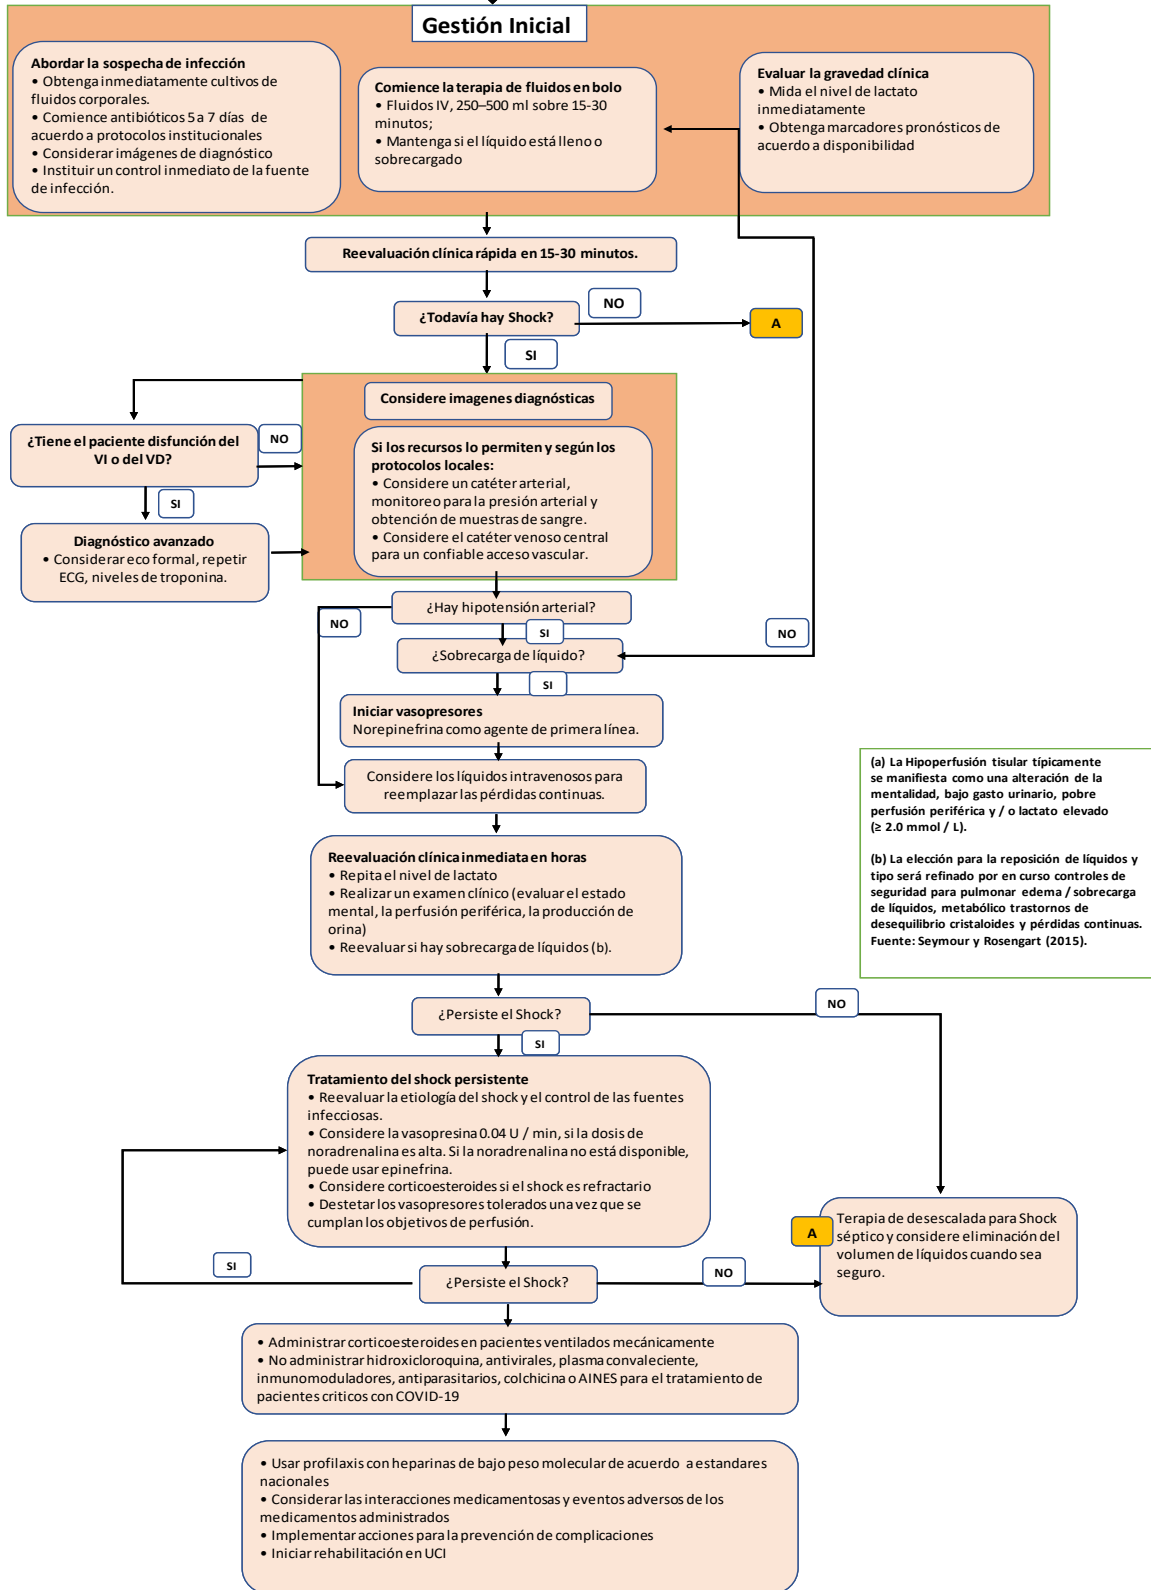 Gestión Inicial
Abordar la sospecha de infección
• Obtenga inmediatamente cultivos de
fluidos corporales.
• Comience antibióticos 5 a 7 días de
acuerdo a protocolos institucionales
• Considerar imágenes de diagnóstico
• Instituir un control inmediato de la fuente
de infección.
Comience la terapia de fluidos en bolo
• Fluidos IV, 250–500 ml sobre 15-30
minutos;
• Mantenga si el líquido está lleno o
sobrecargado
Evaluar la gravedad clínica
• Mida el nivel de lactato
inmediatamente
• Obtenga marcadores pronósticos de
acuerdo a disponibilidad
Reevaluación clínica rápida en 15-30 minutos.
¿Todavía hay Shock?
NO
A
SI
Considere imagenes diagnósticas
¿Tiene el paciente disfunción del
VI o del VD?
NO
SI
Diagnóstico avanzado
• Considerar eco formal, repetir
ECG, niveles de troponina.
Si los recursos lo permiten y según los
protocolos locales:
• Considere un catéter arterial,
monitoreo para la presión arterial y
obtención de muestras de sangre.
• Considere el catéter venoso central
para un confiable acceso vascular.
¿Hay hipotensión arterial?
NO
SI
NO
¿Sobrecarga de líquido?
SI
Iniciar vasopresores
Norepinefrina como agente de primera línea.
Considere los líquidos intravenosos para
reemplazar las pérdidas continuas.
(a) La Hipoperfusión tisular típicamente
se manifiesta como una alteración de la
mentalidad, bajo gasto urinario, pobre
perfusión periférica y / o lactato elevado
(≥ 2.0 mmol / L).
(b) La elección para la reposición de líquidos y
tipo será refinado por en curso controles de
seguridad para pulmonar edema / sobrecarga
de líquidos, metabólico trastornos de
desequilibrio cristaloides y pérdidas continuas.
Fuente: Seymour y Rosengart (2015).
Reevaluación clínica inmediata en horas
• Repita el nivel de lactato
• Realizar un examen clínico (evaluar el estado
mental, la perfusión periférica, la producción de
orina)
• Reevaluar si hay sobrecarga de líquidos (b).
¿Persiste el Shock?
NO
SI
Tratamiento del shock persistente
• Reevaluar la etiología del shock y el control de las fuentes
infecciosas.
• Considere la vasopresina 0.04 U / min, si la dosis de
noradrenalina es alta. Si la noradrenalina no está disponible,
puede usar epinefrina.
• Considere corticoesteroides si el shock es refractario
• Destetar los vasopresores tolerados una vez que se
cumplan los objetivos de perfusión.
A
Terapia de desescalada para Shock
séptico y considere eliminación del
volumen de líquidos cuando sea
seguro.
SI
¿Persiste el Shock?
NO
• Administrar corticoesteroides en pacientes ventilados mecánicamente
• No administrar hidroxicloroquina, antivirales, plasma convaleciente,
inmunomoduladores, antiparasitarios, colchicina o AINES para el tratamiento de
pacientes criticos con COVID-19
• Usar profilaxis con heparinas de bajo peso molecular de acuerdo a estandares
nacionales
• Considerar las interacciones medicamentosas y eventos adversos de los
medicamentos administrados
• Implementar acciones para la prevención de complicaciones
• Iniciar rehabilitación en UCI